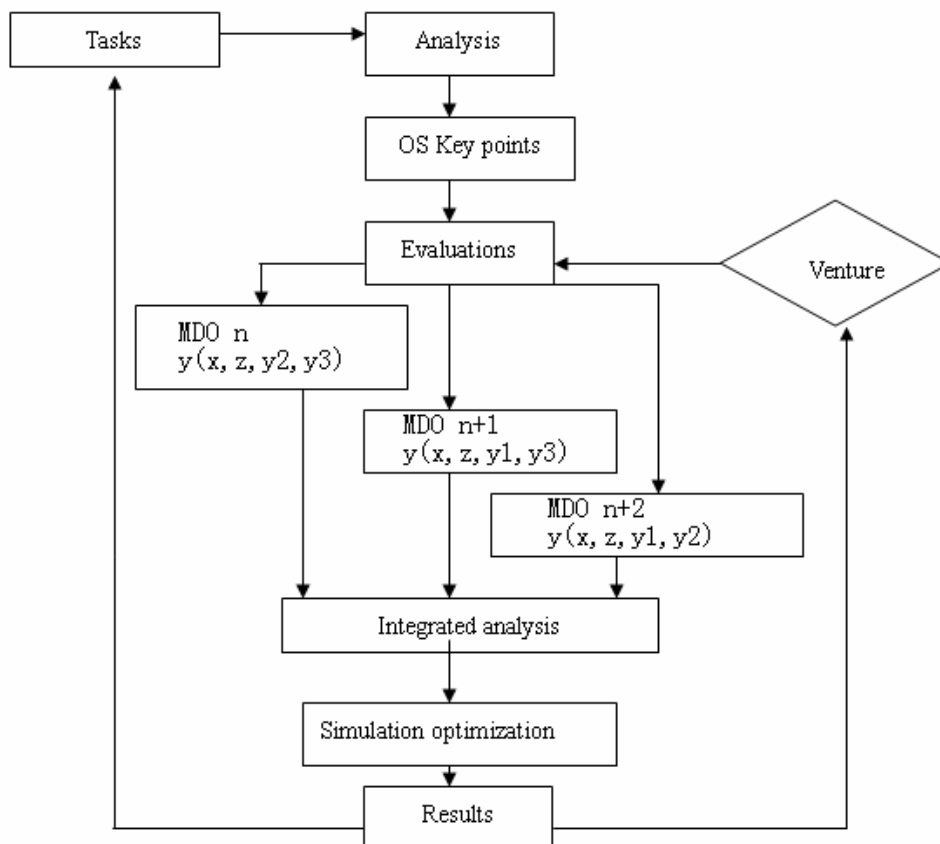 Tasks
Analysis
OS Key points
Evaluations
Venture
MDO n
y(x, z, y2, y3)
MDO n+1
y(x, z, y1, y3)
MDO n+2
y(x, z, y1, y2)
Integrated analysis
Simulation optimization
Results